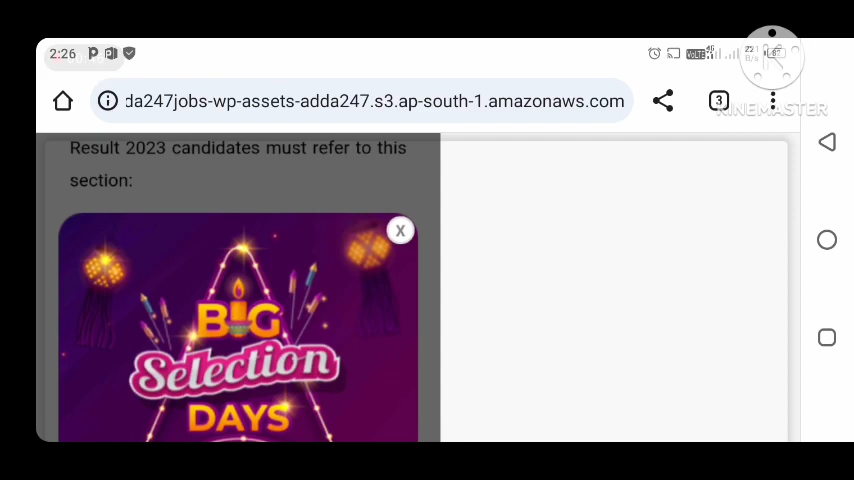 2:26
da247jobs-wp-assets-adda247.s3.ap-south-1.amazonaws.com
3
KINEMASTER
Result 2023 candidates must refer to this
section:
X
BIG
Selection
DAYS